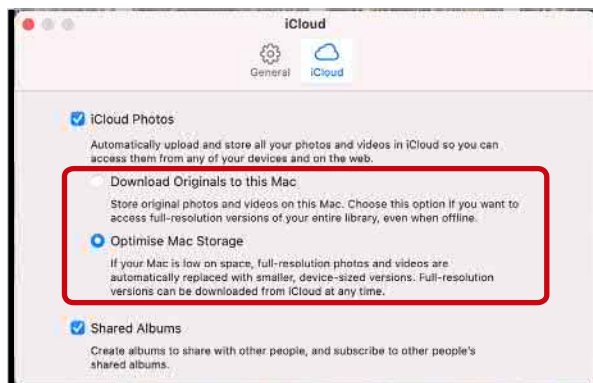 iCloud
General iCloud
iCloud Photos
Automatically upload and store all your photos and videos in iCloud so you can
access them from any of your devices and on the web.
Download Originals to this Mac
Store original photos and videos on this Mac. Choose this option if you want to
access full-resolution versions of your entire library, even when offline.
Optimise Mac Storage
If your Mac is low on space, full-resolution photos and videos are
automatically replaced with smaller, device-sized versions. Full-resolution
versions can be downloaded from iCloud at any time.
Shared Albums
Create albums to share with other people, and subscribe to other people's
shared albums.